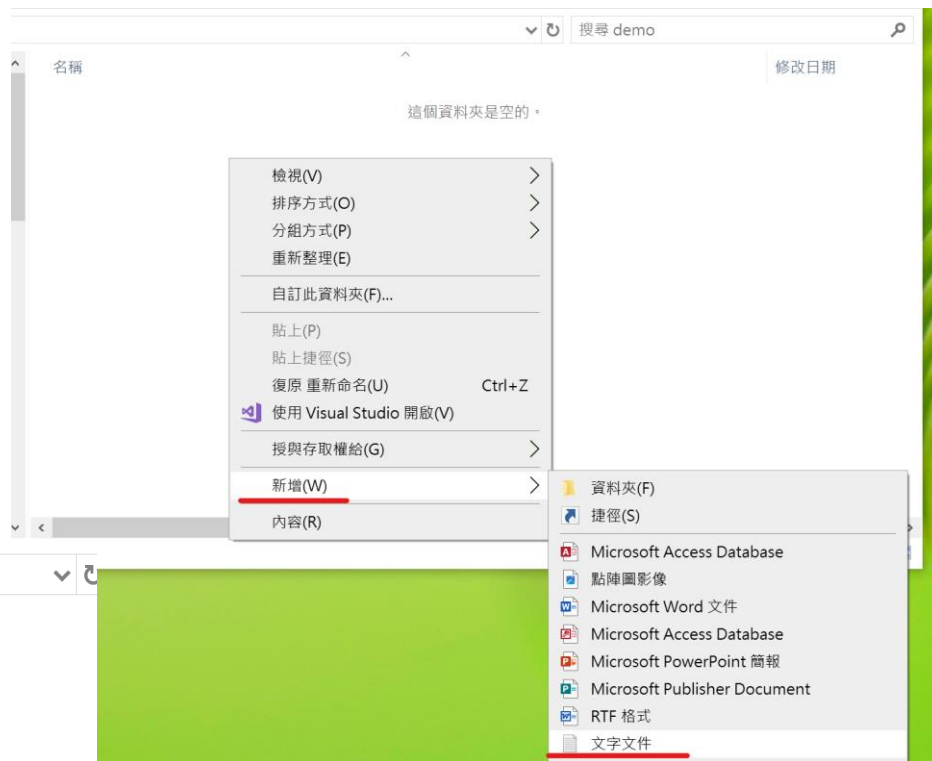 搜尋 demo
名稱
修改日期
這個資料夾是空的。
檢視(V)
排序方式(O)
分組方式(P)
重新整理(E)
自訂此資料夾(F)...
貼上(P)
貼上捷徑(S)
復原 重新命名(U) Ctrl+Z
使用 Visual Studio 開啟(V)
授與存取權給(G)
新增(W)
內容(R)
資料夾(F)
捷徑(S)
Microsoft Access Database
點陣圖影像
Microsoft Word 文件
Microsoft Access Database
Microsoft PowerPoint 簡報
Microsoft Publisher Document
RTF 格式
文字文件